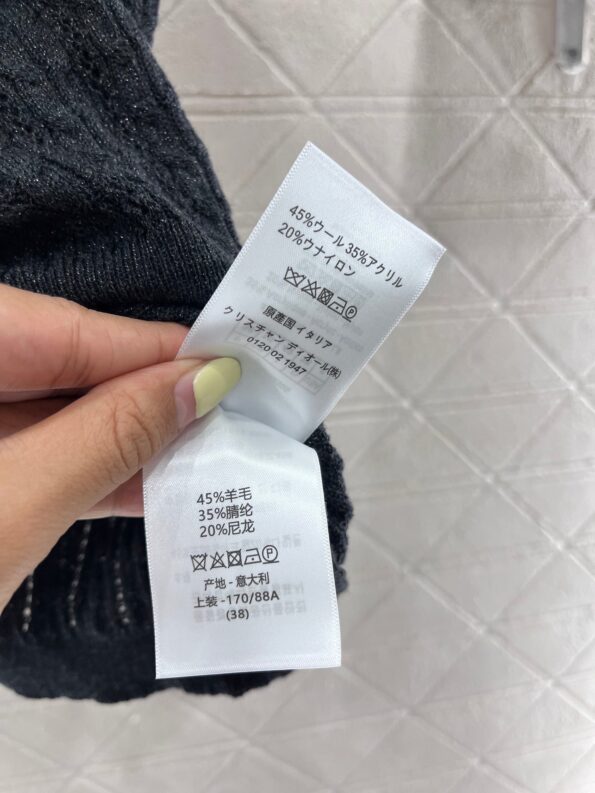 45%ウール 35%アクリル
20%ウナイロン
原産国 イタリア
クリスチャン ディオール(株)
0120 02 1947
45%羊毛
35%腈纶
20%尼龙
P
产地 - 意大利
上装 -170/88A
(38)